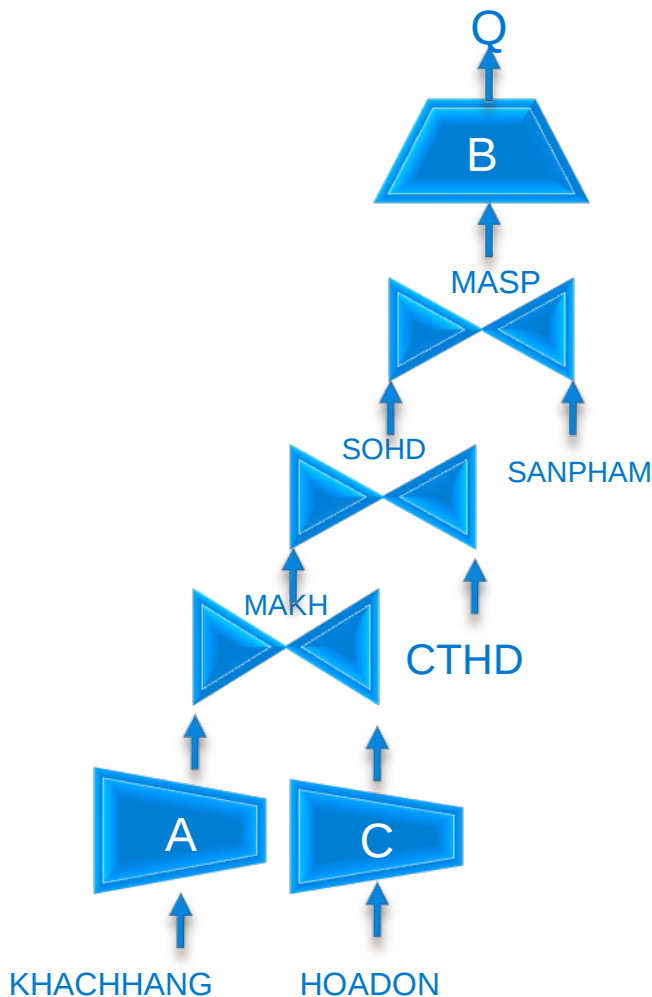 Q
B
MASP
SOHD
SANPHAM
MAKH
CTHD
A
C
KHACHHANG
HOADON